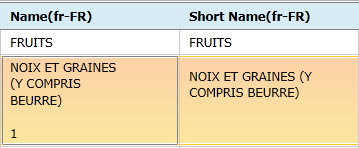 Name(fr-FR) Short Name(fr-FR)
FRUITS FRUITS
NOIX ET GRAINES
(Y COMPRIS
BEURRE)
1
NOIX ET GRAINES (Y
COMPRIS BEURRE)